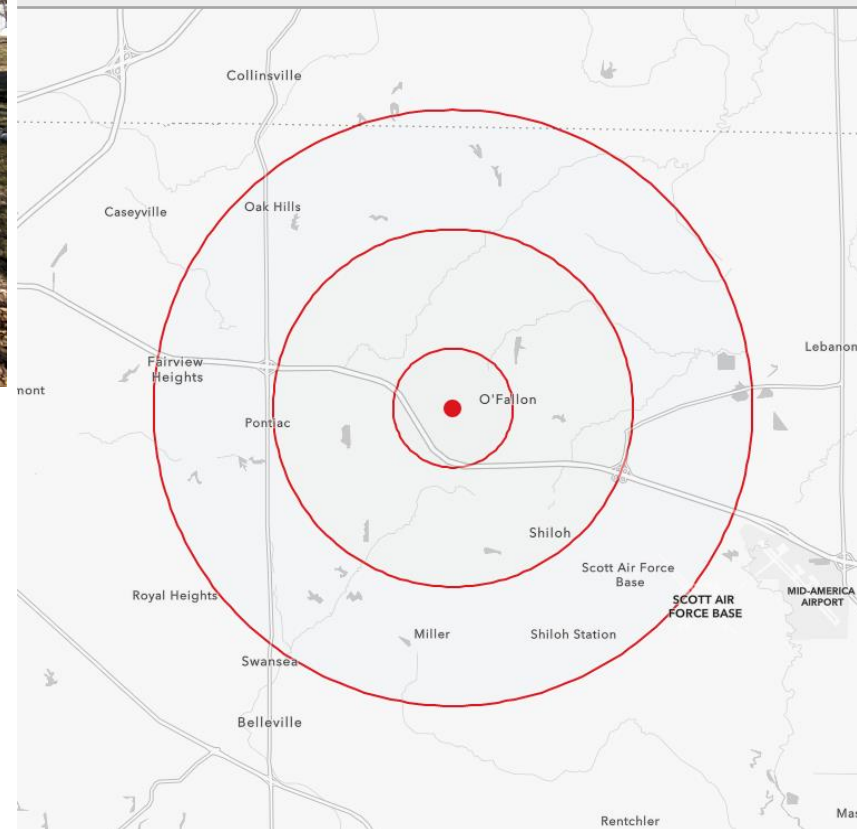 Collinsville
Caseyville
Oak Hills
Lebanon
Fairview
Heights
mont
O'Fallon
Pontiac
Shiloh
Scott Air Force
Base
MID-AMERICA
AIRPORT
SCOTT AIR
FORCE BASE
Royal Heights
Miller
Shiloh Station
Swansea
Belleville
Rentchler
Mas